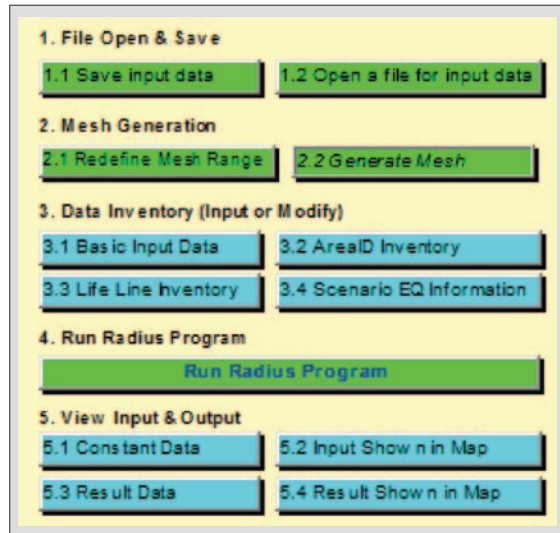 1. File Open & Save
1.1 Save input data 1.2 Open a file for input data
2. Mesh Generation
2.1 Redefine Mesh Range 2.2 Generate Mesh
3. Data Inventory (Input or Modify)
3.1 Basic Input Data 3.2 AreaID Inventory
3.3 Life Line Inventory 3.4 Scenario EQ Information
4. Run Radius Program
Run Radius Program
5. View Input & Output
5.1 Constant Data 5.2 Input Shown in Map
5.3 Result Data 5.4 Result Shown in Map